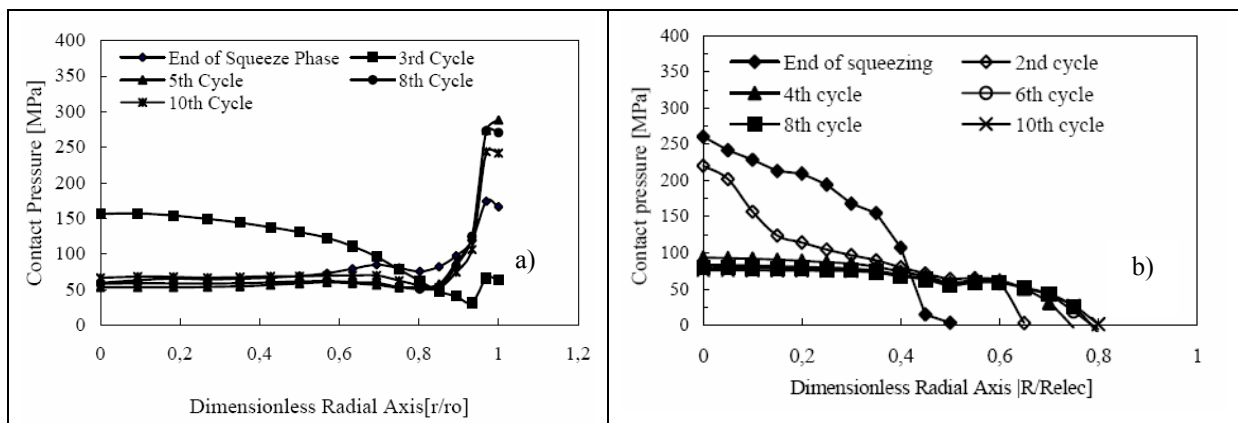 400
350
300
250
200
150
100
50
0
Contact Pressure [MPa]
End of Squeeze Phase
3rd Cycle
5th Cycle
8th Cycle
10th Cycle
a)
0
0,2
0,4
0,6
0,8
1
1,2
Dimensionless Radial Axis[r/ro]
400
350
300
250
200
150
100
50
0
Contact pressure [MPa]
End of squeezing
2nd cycle
4th cycle
6th cycle
8th cycle
10th cycle
b)
0
0,2
0,4
0,6
0,8
1
Dimensionless Radial Axis |R/Relec]